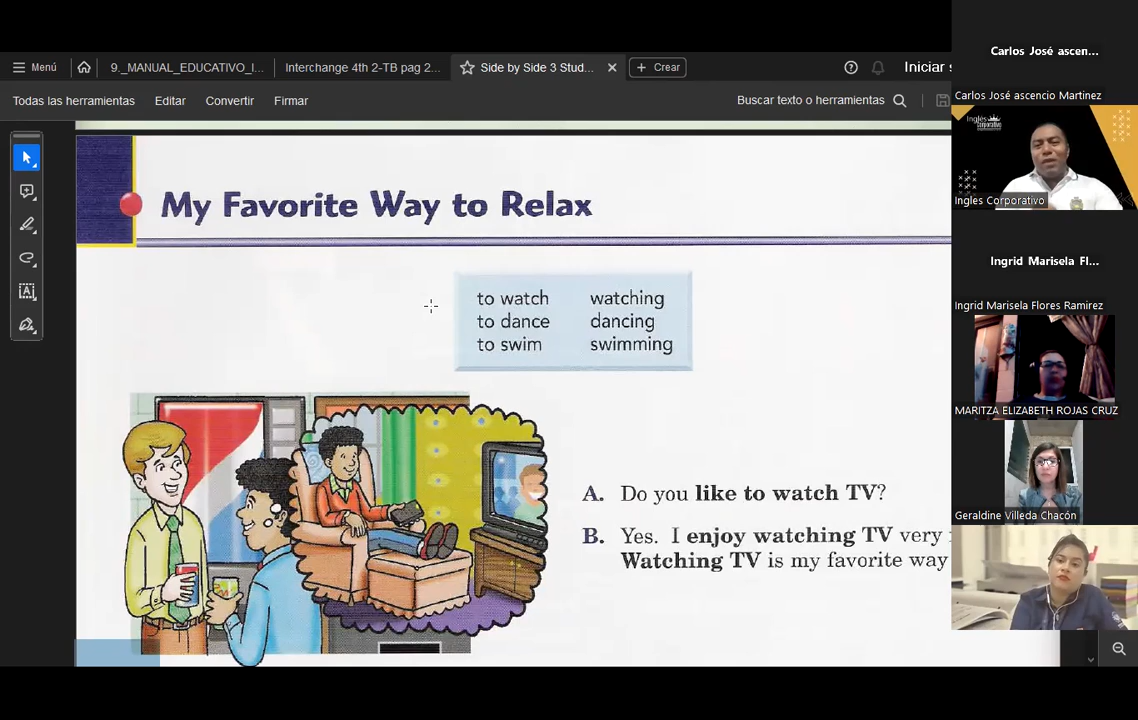 Menú
9._MANUAL_EDUCATIVO_I...
Interchange 4th 2-TB pag 2...
Side by Side 3 Stud...
Crear
Iniciar s
Todas las herramientas
Editar
Convertir
Firmar
Buscar texto o herramientas
My Favorite Way to Relax
to watch watching
to dance dancing
to swim swimming
A. Do you like to watch TV?
B. Yes. I enjoy watching TV very
Watching TV is my favorite way
Carlos José ascen...
Carlos José ascencio Martinez
Inglés
corporativo
Ingles Corporativo
Ingrid Marisela Fl...
Ingrid Marisela Flores Ramirez
MARITZA ELIZABETH ROJAS CRUZ
Geraldine Villeda Chacón